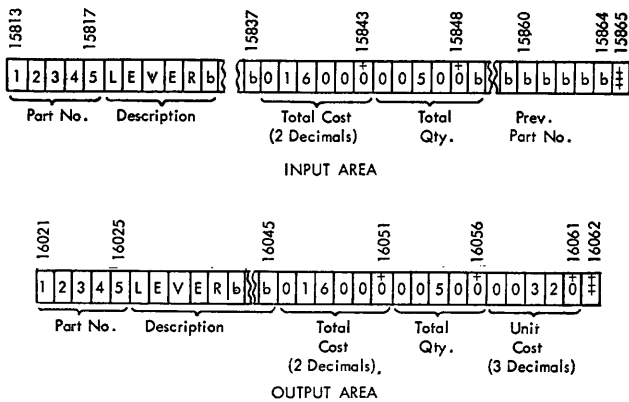 15813 15817 15837 15843 15848 15860 15864 15865
1 2 3 4 5 L E V E R b b 0 1 6 0 0 0̟ 0 0 5 0 0̟ b b b b b b b ‡
Part No. Description Total Cost Total Prev.
(2 Decimals) Qty. Part No.
INPUT AREA
16021 16025 16045 16051 16056 16061 16062
1 2 3 4 5 L E V E R b b 0 1 6 0 0 0̟ 0 0 5 0 0̟ 0 0 3 2 0̟ ‡
Part No. Description Total Total Unit
Cost Qty. Cost
(2 Decimals). (3 Decimals)
OUTPUT AREA